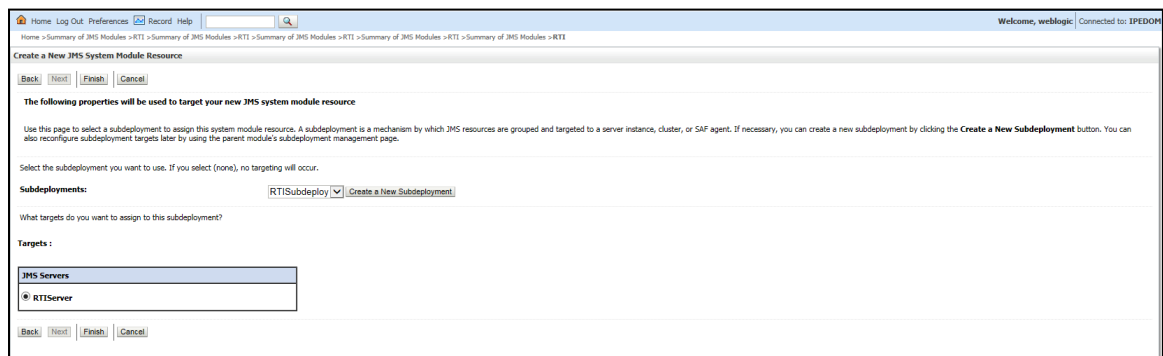 Home Log Out Preferences Record Help
Welcome, weblogic Connected to: IPEDOM
Home >Summary of JMS Modules >RTI >Summary of JMS Modules >RTI >Summary of JMS Modules >RTI >Summary of JMS Modules >RTI >Summary of JMS Modules >RTI
Create a New JMS System Module Resource
Back Next Finish Cancel
The following properties will be used to target your new JMS system module resource
Use this page to select a subdeployment to assign this system module resource. A subdeployment is a mechanism by which JMS resources are grouped and targeted to a server instance, cluster, or SAF agent. If necessary, you can create a new subdeployment by clicking the Create a New Subdeployment button. You can
also reconfigure subdeployment targets later by using the parent module's subdeployment management page.
Select the subdeployment you want to use. If you select (none), no targeting will occur.
Subdeployments: RTISubdeploy Create a New Subdeployment
What targets do you want to assign to this subdeployment?
Targets :
JMS Servers
RTIServer
Back Next Finish Cancel